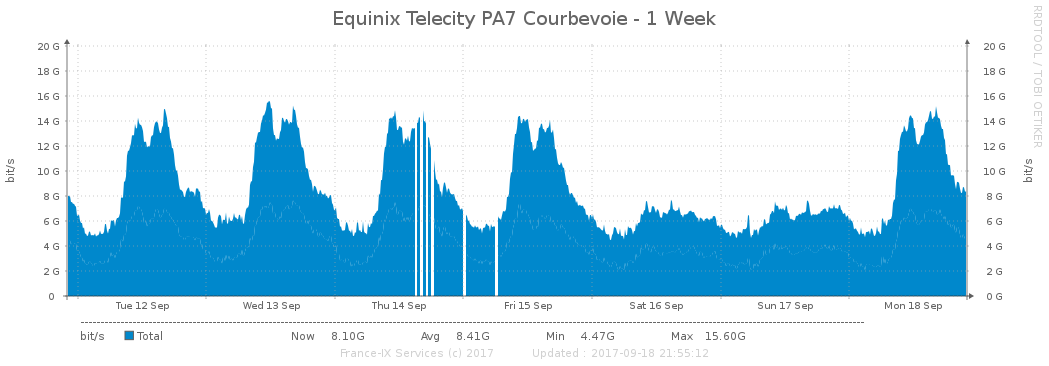 Equinix Telecity PA7 Courbevoie - 1 Week
RRDTOOL / TOBI OETIKER
20 G 20 G
18 G 18 G
16 G 16 G
14 G 14 G
12 G 12 G
10 G 10 G
8 G 8 G
6 G 6 G
4 G 4 G
2 G 2 G
0 0 G
bit/s
bit/s
Tue 12 Sep Wed 13 Sep Thu 14 Sep Fri 15 Sep Sat 16 Sep Sun 17 Sep Mon 18 Sep
bit/s Total Now 8.10G Avg 8.41G Min 4.47G Max 15.60G
France-IX Services (c) 2017 Updated : 2017-09-18 21:55:12